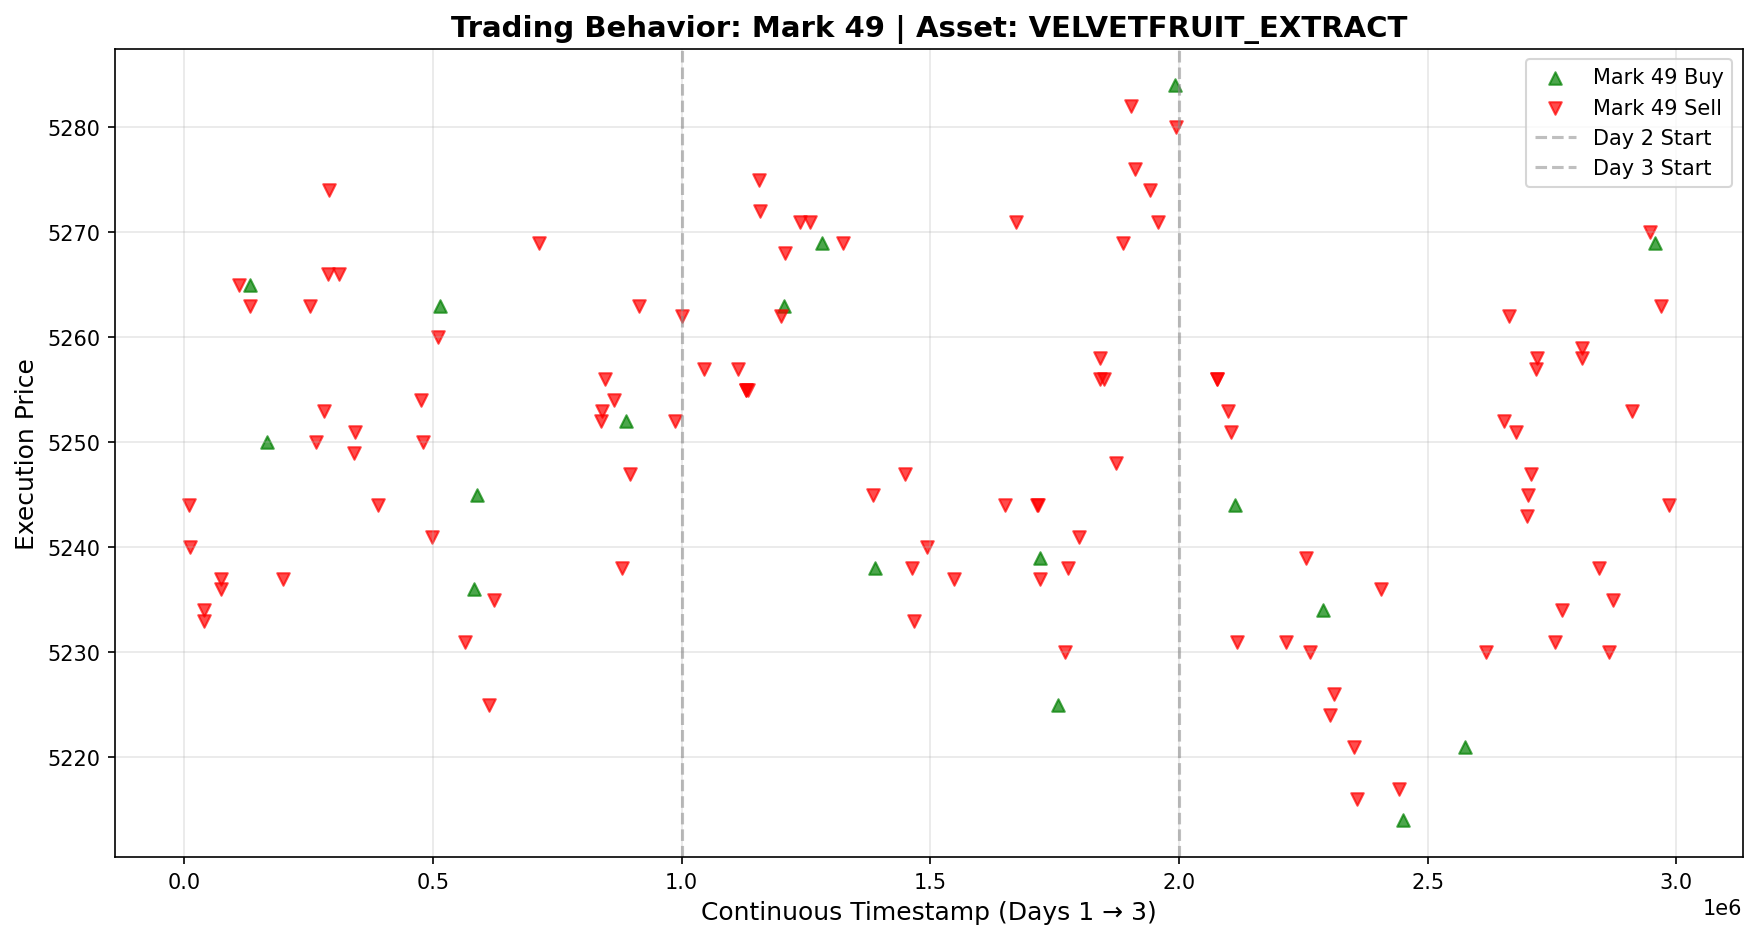 Trading Behavior: Mark 49 | Asset: VELVETFRUIT_EXTRACT
Mark 49 Buy
Mark 49 Sell
Day 2 Start
Day 3 Start
Execution Price
5280
5270
5260
5250
5240
5230
5220
0.0 0.5 1.0 1.5 2.0 2.5 3.0
1e6
Continuous Timestamp (Days 1 → 3)